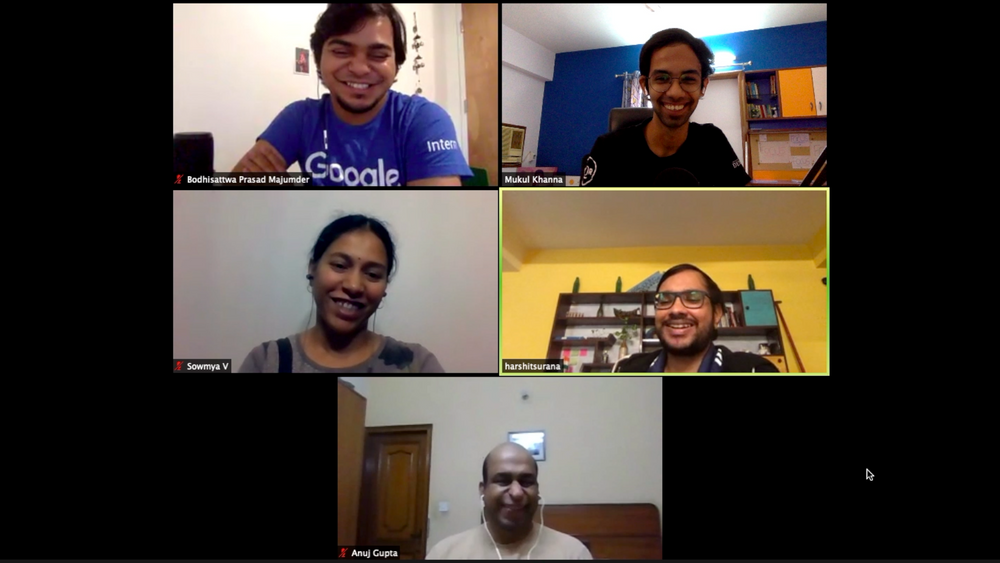 Intern
Google
Bodhisattwa Prasad Majumder
Mukul Khanna
Sowmya V
harshitsurana
Anuj Gupta